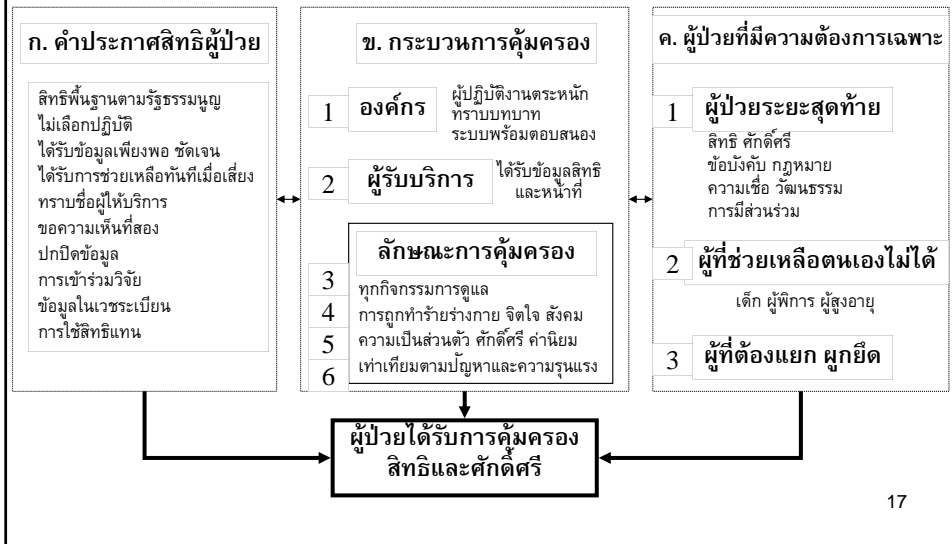 ก. คำประกาศสิทธิผู้ป่วย
สิทธิพื้นฐานตามรัฐธรรมนูญ
ไม่เลือกปฏิบัติ
ได้รับข้อมูลเพียงพอ ชัดเจน
ได้รับการช่วยเหลือทันทีเมื่อเสี่ยง
ทราบชื่อผู้ให้บริการ
ขอความเห็นที่สอง
ปกปิดข้อมูล
การเข้าร่วมวิจัย
ข้อมูลในเวชระเบียน
การใช้สิทธิแทน
ข. กระบวนการคุ้มครอง
1 องค์กร
ผู้ปฏิบัติงานตระหนัก
ทราบบทบาท
ระบบพร้อมตอบสนอง
2 ผู้รับบริการ
ได้รับข้อมูลสิทธิ
และหน้าที่
ลักษณะการคุ้มครอง
3 ทุกกิจกรรมการดูแล
4 การถูกทำร้ายร่างกาย จิตใจ สังคม
5 ความเป็นส่วนตัว ศักดิ์ศรี ค่านิยม
6 เท่าเทียมตามปัญหาและความรุนแรง
ค. ผู้ป่วยที่มีความต้องการเฉพาะ
1 ผู้ป่วยระยะสุดท้าย
สิทธิ ศักดิ์ศรี
ข้อบังคับ กฎหมาย
ความเชื่อ วัฒนธรรม
การมีส่วนร่วม
2 ผู้ที่ช่วยเหลือตนเองไม่ได้
เด็ก ผู้พิการ ผู้สูงอายุ
3 ผู้ที่ต้องแยก ผูกยึด
ผู้ป่วยได้รับการคุ้มครอง
สิทธิและศักดิ์ศรี
17